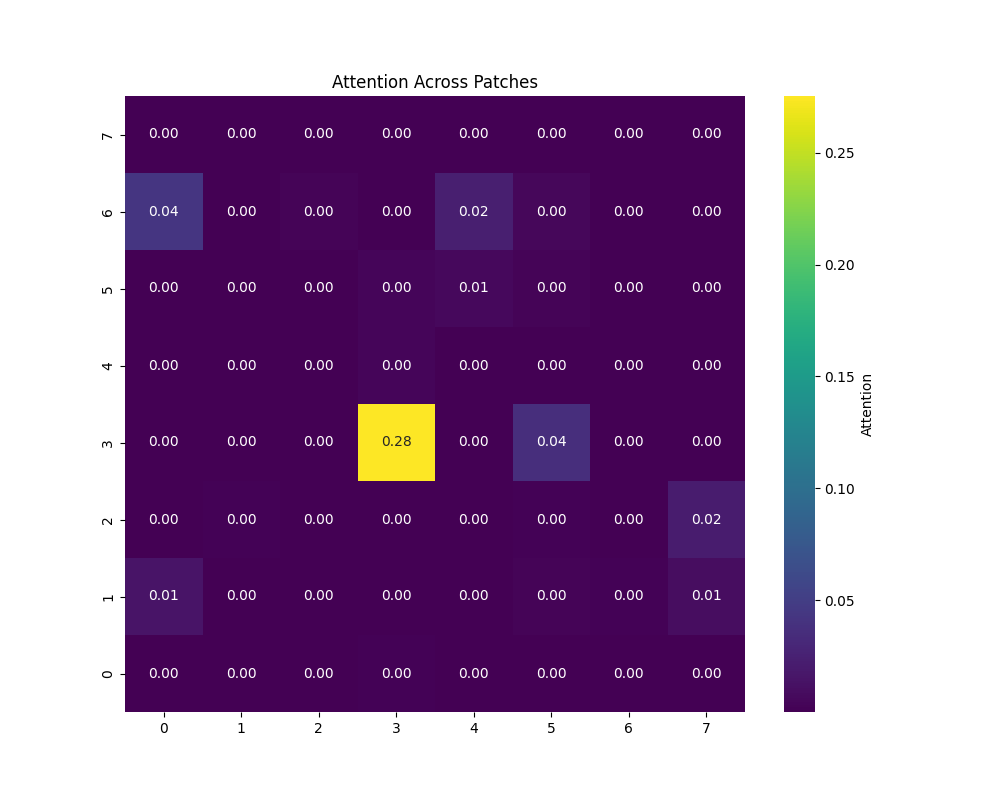 Attention Across Patches
7 0.00 0.00 0.00 0.00 0.00 0.00 0.00 0.00
6 0.04 0.00 0.00 0.00 0.02 0.00 0.00 0.00
5 0.00 0.00 0.00 0.00 0.01 0.00 0.00 0.00
4 0.00 0.00 0.00 0.00 0.00 0.00 0.00 0.00
3 0.00 0.00 0.00 0.28 0.00 0.04 0.00 0.00
2 0.00 0.00 0.00 0.00 0.00 0.00 0.00 0.02
1 0.01 0.00 0.00 0.00 0.00 0.00 0.00 0.01
0 0.00 0.00 0.00 0.00 0.00 0.00 0.00 0.00
0 1 2 3 4 5 6 7
0.25
0.20
0.15
0.10
0.05
Attention